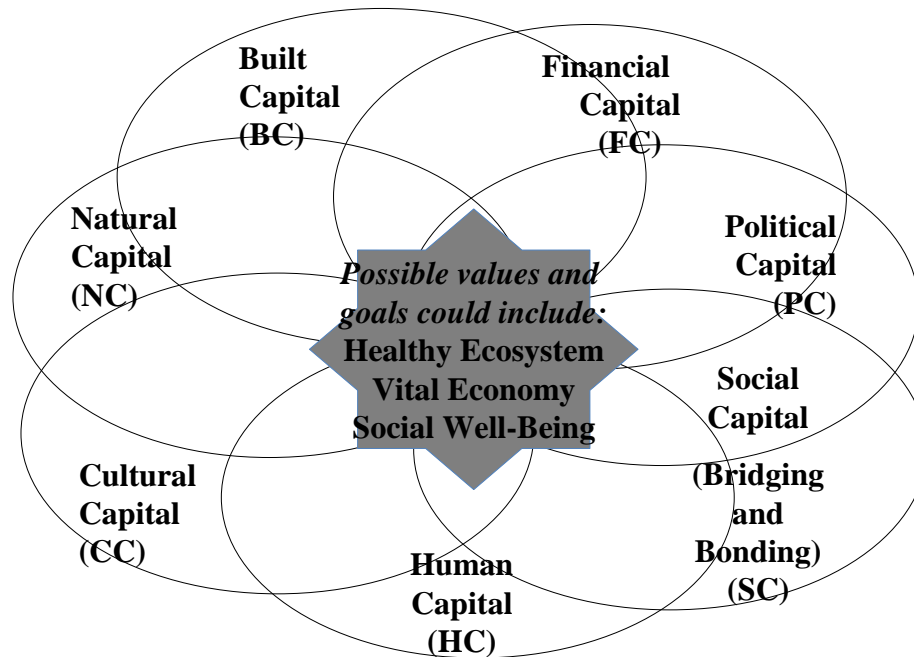 Built
Capital
(BC)
Financial
Capital
(FC)
Natural
Capital
(NC)
Political
Capital
(PC)
Possible values and
goals could include:
Healthy Ecosystem
Vital Economy
Social Well-Being
Social
Capital
(Bridging
and
Bonding)
(SC)
Cultural
Capital
(CC)
Human
Capital
(HC)